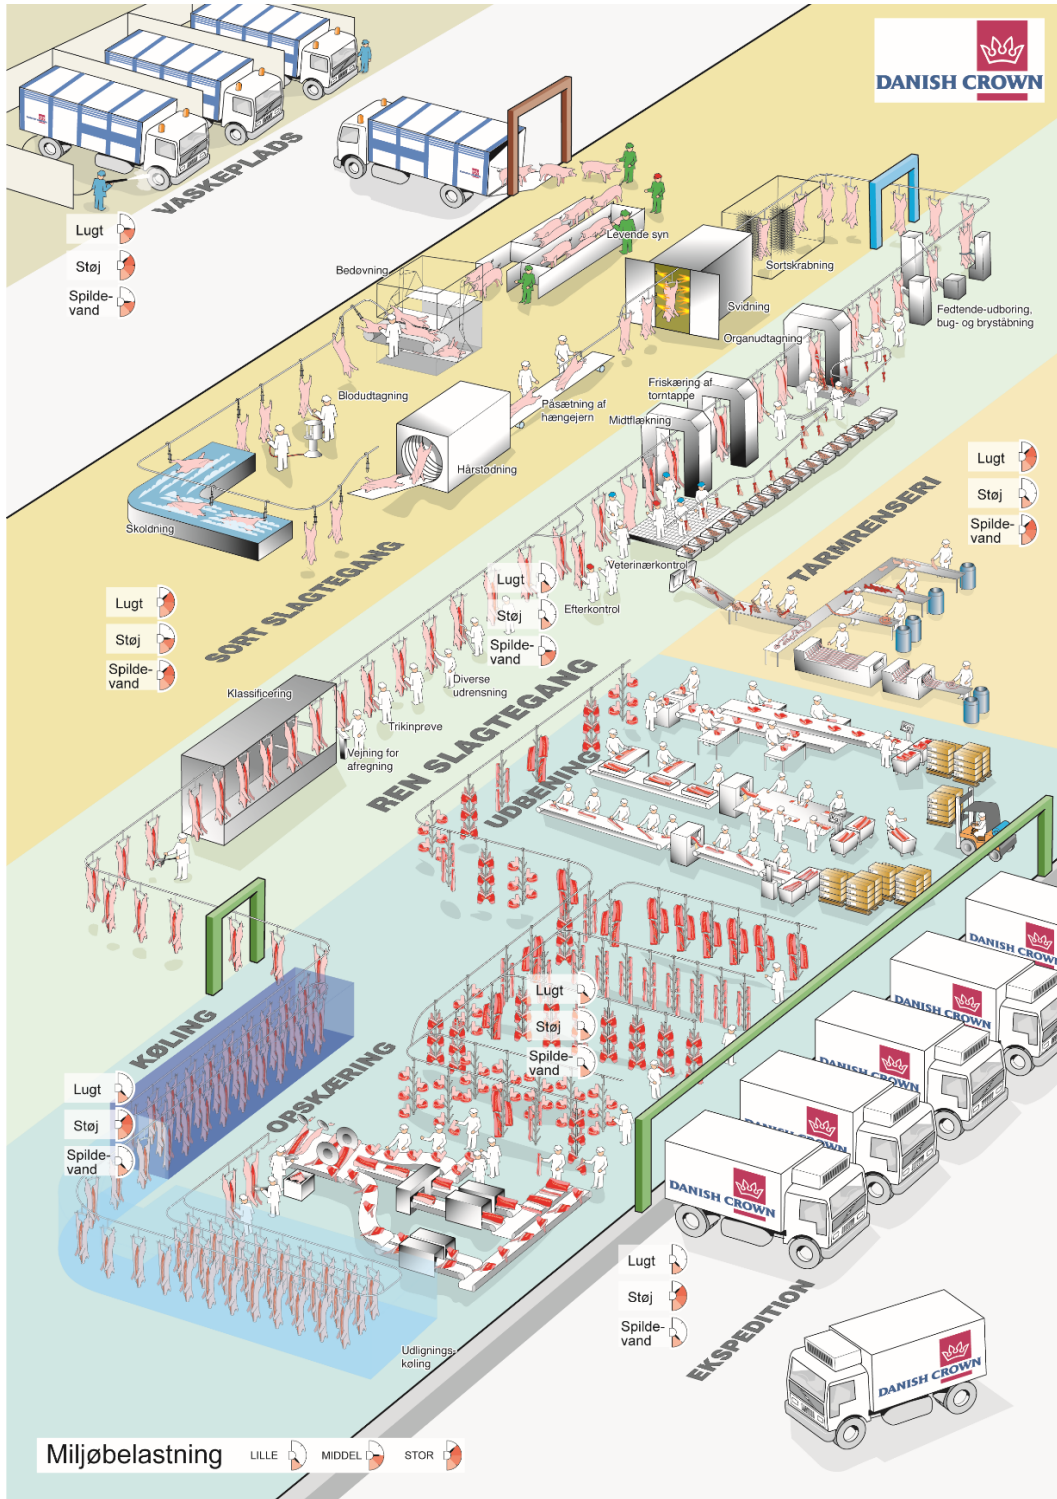 DANISH CROWN
VASKEPLADS
Lugt
Støj
Spilde-
vand
Levende syn
Bedøvning
Sortskrabning
Svidning
Fedtende-udboring,
bug- og bryståbning
Organudtagning
Blodudtagning
Påsætning af
hængejern
Friskæring af
torntappe
Midtflækning
Hårstødning
Skoldning
SORT SLAGTEGANG
Lugt
Støj
Spilde-
vand
Veterinærkontrol
TARMRENSERI
Lugt
Støj
Spilde-
vand
Lugt
Støj
Spilde-
vand
Efterkontrol
Diverse
udrensning
Klassificering
Trikinprøve
Vejning for
afregning
REN SLAGTEGANG
UDBENING
Lugt
Støj
Spilde-
vand
KØLING
Lugt
Støj
Spilde-
vand
OPSKÆRING
Udlignings-
køling
DANISH CROWN
DANISH CROWN
DANISH CROWN
DANISH CROWN
DANISH CROWN
Lugt
Støj
Spilde-
vand
EKSPEDITION
DANISH CROWN
Miljøbelastning LILLE MIDDEL STOR